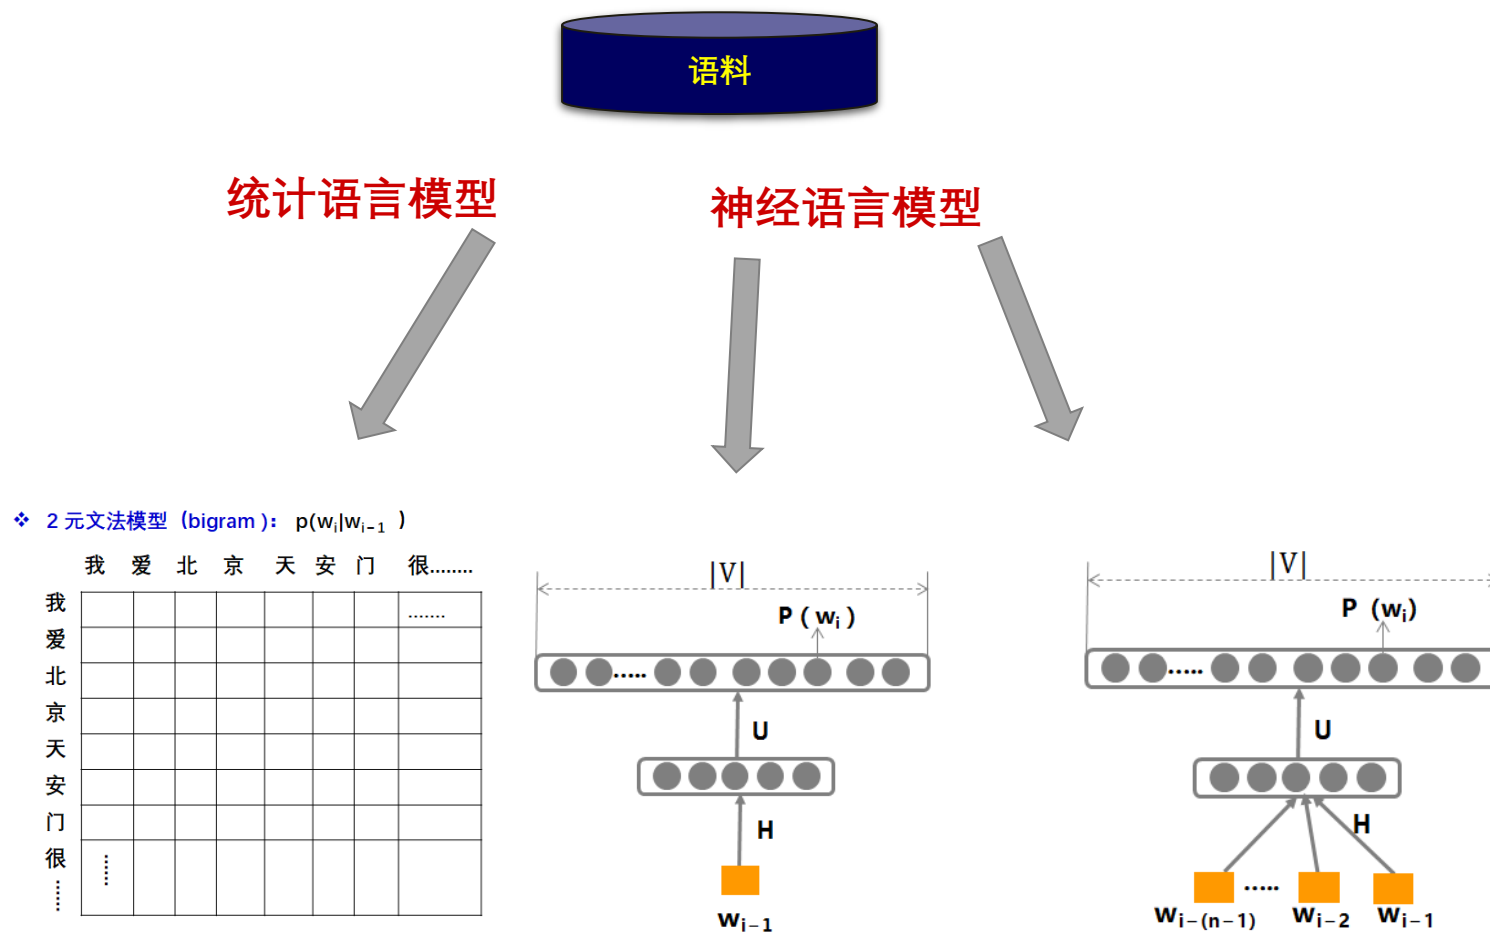 语料
统计语言模型
神经语言模型
❖ 2 元文法模型（bigram）： p(wᵢ|wᵢ₋₁ )
我 爱 北 京 天 安 门 很........
我 .......
爱
北
京
天
安
门
很 ......
......
|V|
P ( wᵢ )
.....
U
H
wᵢ₋₁
|V|
P (wᵢ)
.....
U
H
.....
wᵢ₋₍ₙ₋₁₎ wᵢ₋₂ wᵢ₋₁